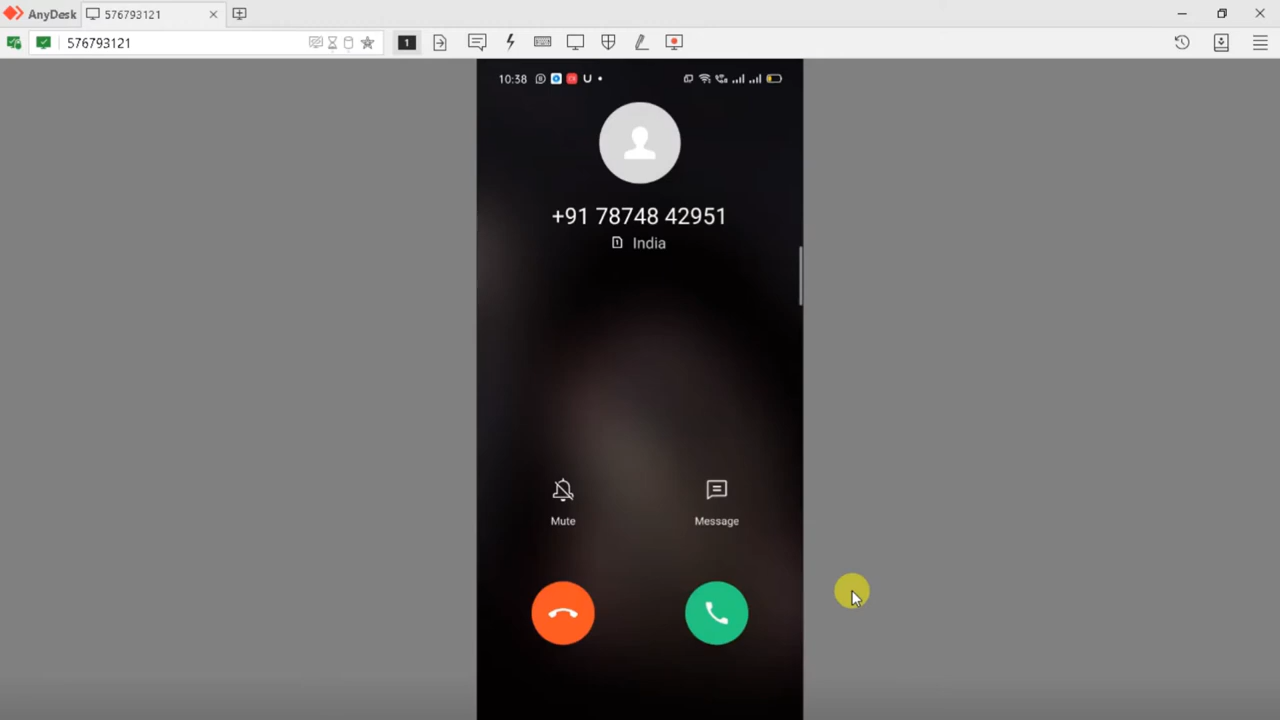 AnyDesk 576793121
576793121 1
10:38
+91 78748 42951
India
Mute Message